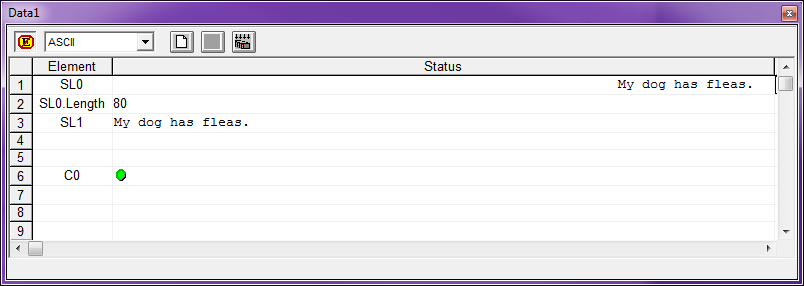 Data1
E ASCII
Element Status
1 SL0 My dog has fleas.
2 SL0.Length 80
3 SL1 My dog has fleas.
4
5
6 C0
7
8
9